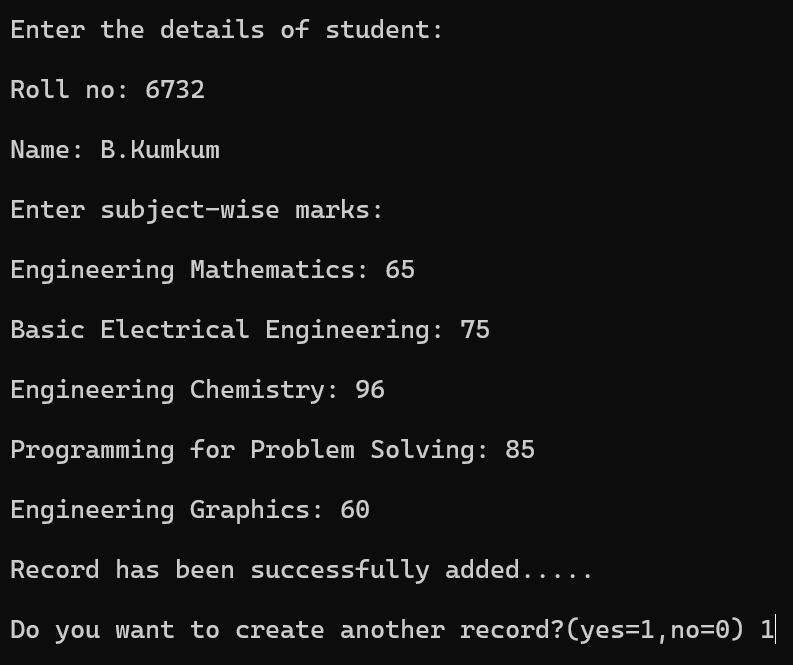 Enter the details of student:
Roll no: 6732
Name: B.Kumkum
Enter subject-wise marks:
Engineering Mathematics: 65
Basic Electrical Engineering: 75
Engineering Chemistry: 96
Programming for Problem Solving: 85
Engineering Graphics: 60
Record has been successfully added.....
Do you want to create another record?(yes=1,no=0) 1